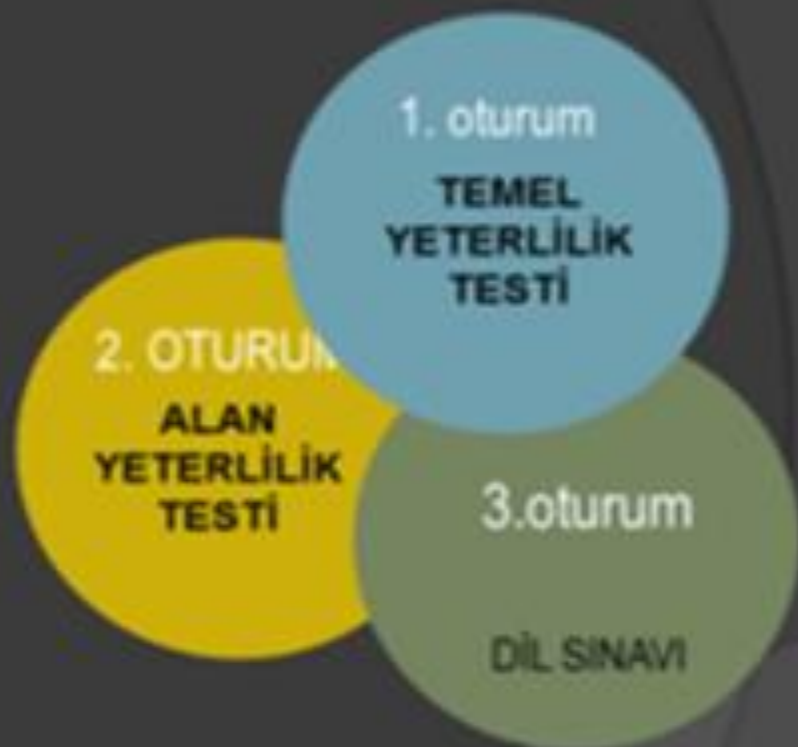 1. oturum
TEMEL
YETERLİLİK
TESTİ
2. OTURUM
ALAN
YETERLİLİK
TESTİ
3.oturum
DİL SINAVI